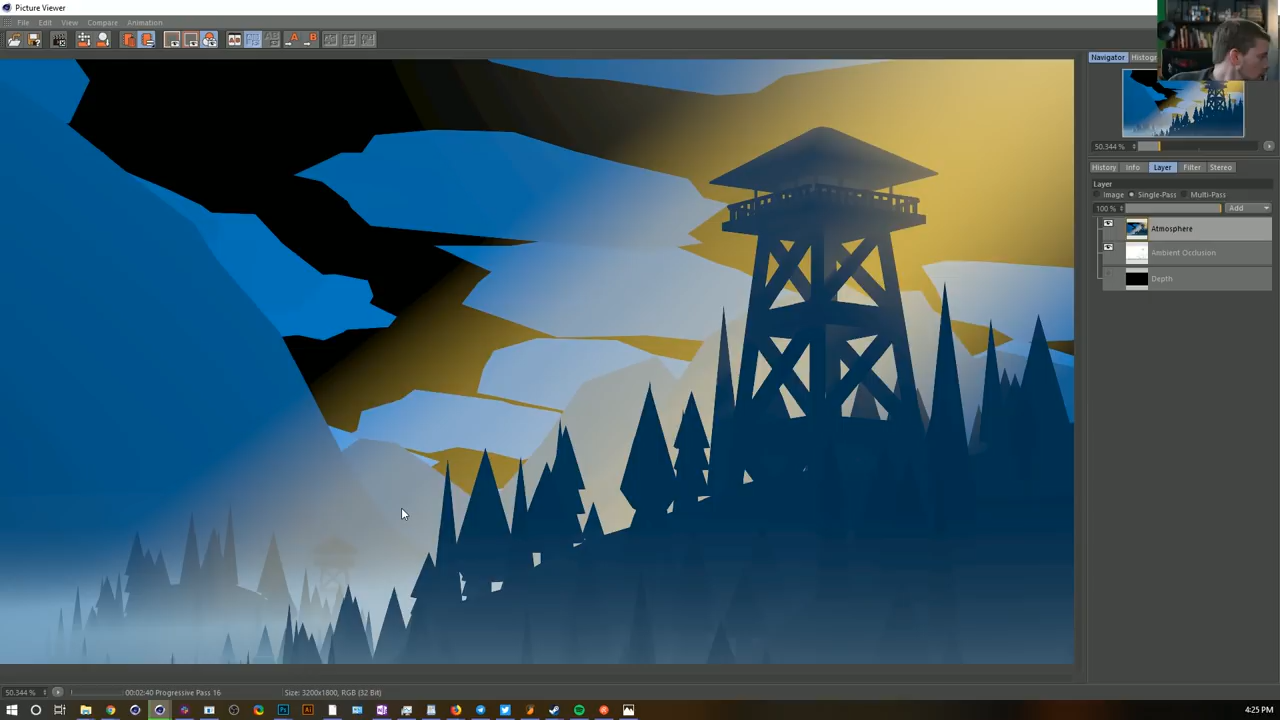 Picture Viewer
File Edit View Compare Animation
Navigator Histog
50.344 %
History Info Layer Filter Stereo
Layer
Image Single-Pass Multi-Pass
100 % Add
Atmosphere
Ambient Occlusion
Depth
50.344 % 00:02:40 Progressive Pass 16 Size: 3200x1800, RGB (32 Bit)
4:25 PM